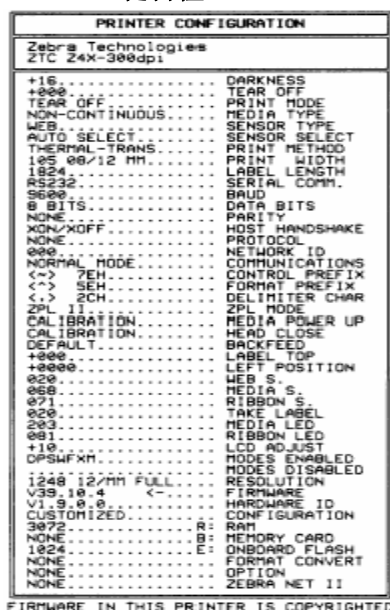 PRINTER CONFIGURATION
Zebra Technologies
ZTC Z4X-300dpi
+16................ DARKNESS
+000............... TEAR OFF
TEAR OFF........... PRINT MODE
NON-CONTINUOUS..... MEDIA TYPE
WEB................ SENSOR TYPE
AUTO SELECT........ SENSOR SELECT
THERMAL-TRANS...... PRINT METHOD
105 08/12 MM....... PRINT WIDTH
1824............... LABEL LENGTH
RS232.............. SERIAL COMM.
9600............... BAUD
8 BITS............. DATA BITS
NONE............... PARITY
XON/XOFF........... HOST HANDSHAKE
NONE............... PROTOCOL
000................ NETWORK ID
NORMAL MODE........ COMMUNICATIONS
<~> 7EH............ CONTROL PREFIX
<^> 5EH............ FORMAT PREFIX
<,> 2CH............ DELIMITER CHAR
ZPL II............. ZPL MODE
CALIBRATION........ MEDIA POWER UP
CALIBRATION........ HEAD CLOSE
DEFAULT............ BACKFEED
+000............... LABEL TOP
+0000.............. LEFT POSITION
020................ WEB S.
068................ MEDIA S.
071................ RIBBON S.
020................ TAKE LABEL
203................ MEDIA LED
081................ RIBBON LED
+10................ LCD ADJUST
DPSWFXM............ MODES ENABLED
................... MODES DISABLED
1248 12/MM FULL.... RESOLUTION
V39.10.4 <-.... FIRMWARE
V1.9.0.0........... HARDWARE ID
CUSTOMIZED......... CONFIGURATION
3072.............R: RAM
NONE.............B: MEMORY CARD
1024.............E: ONBOARD FLASH
NONE............... FORMAT CONVERT
NONE............... OPTION
NONE............... ZEBRA NET II
FIRMWARE IN THIS PRINTER IS COPYRIGHTED